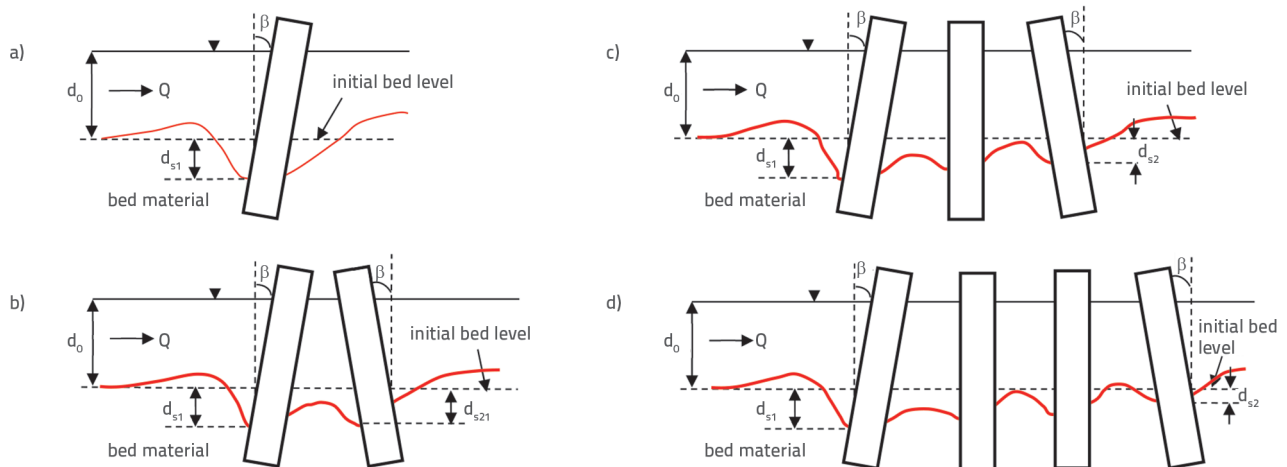 a)
β
d₀
Q
initial bed level
dₛ₁
bed material
b)
β
β
d₀
Q
initial bed level
dₛ₁
dₛ₂₁
bed material
c)
β
β
d₀
Q
initial bed level
dₛ₁
dₛ₂
bed material
d)
β
β
d₀
Q
initial bed
level
dₛ₁
dₛ₂
bed material